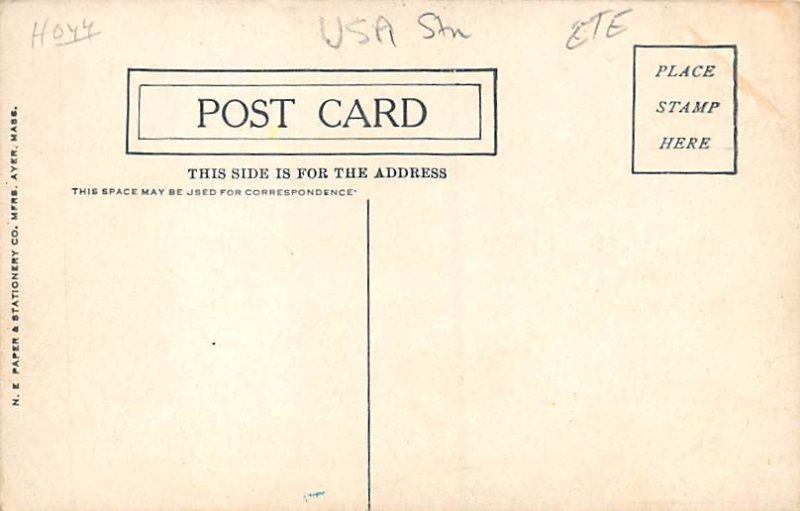 H044
USA Stn
ETE
POST CARD
PLACE
STAMP
HERE
THIS SIDE IS FOR THE ADDRESS
THIS SPACE MAY BE JSED FOR CORRESPONDENCE
N. E PAPER & STATIONERY CO. MFRS. AYER, MASS.